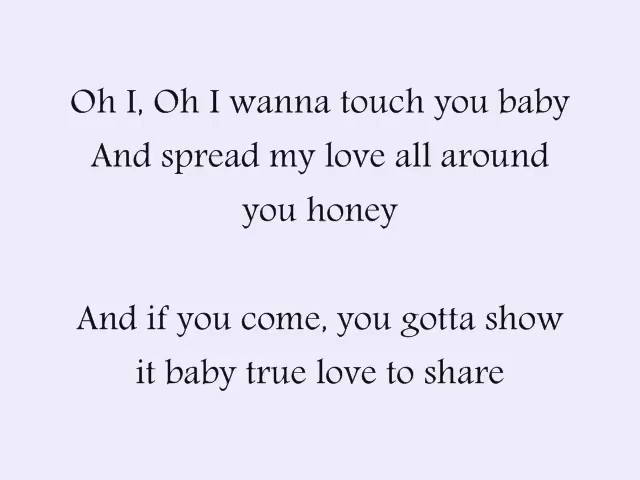 Oh I, Oh I wanna touch you baby
And spread my love all around
you honey
And if you come, you gotta show
it baby true love to share